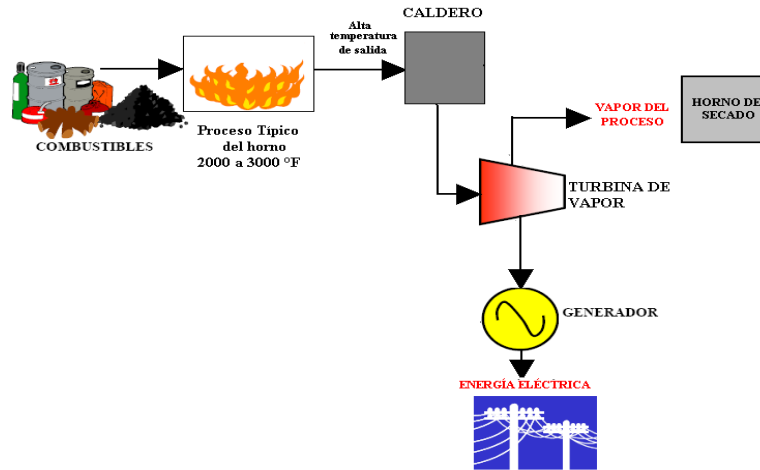 CALDERO
Alta
temperatura
de salida
COMBUSTIBLES
Proceso Típico
del horno
2000 a 3000 °F
VAPOR DEL
PROCESO
HORNO DE
SECADO
TURBINA DE
VAPOR
GENERADOR
ENERGÍA ELÉCTRICA